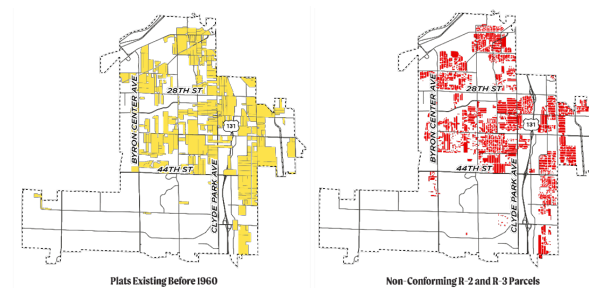 28TH ST
BYRON CENTER AVE
131
44TH ST
CLYDE PARK AVE
Plats Existing Before 1960
28TH ST
BYRON CENTER AVE
131
44TH ST
CLYDE PARK AVE
Non-Conforming R-2 and R-3 Parcels